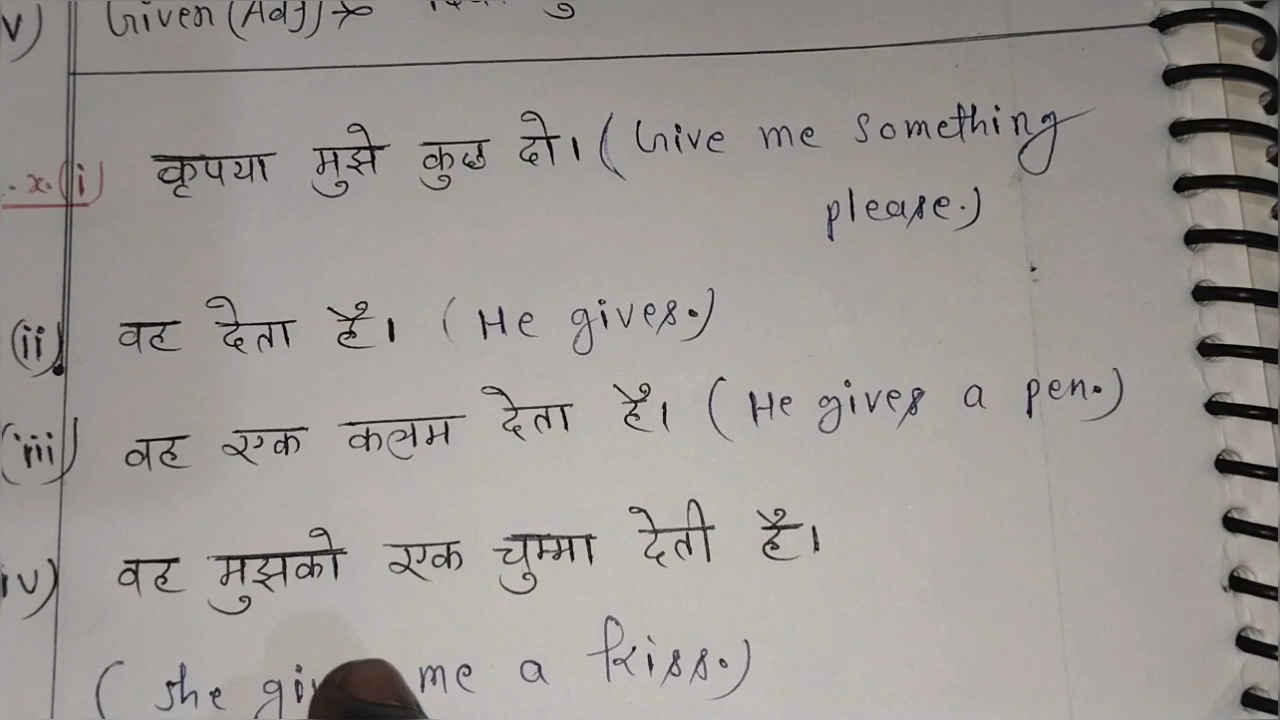 v) Given (Adj) →
.x.(i) कृपया मुझे कुछ दो। (Give me something
please.)
(ii) वह देता है। (He gives.)
(iii) वह एक कलम देता है। (He gives a pen.)
iv) वह मुझको एक चुम्मा देती है।
(She me a kiss.)